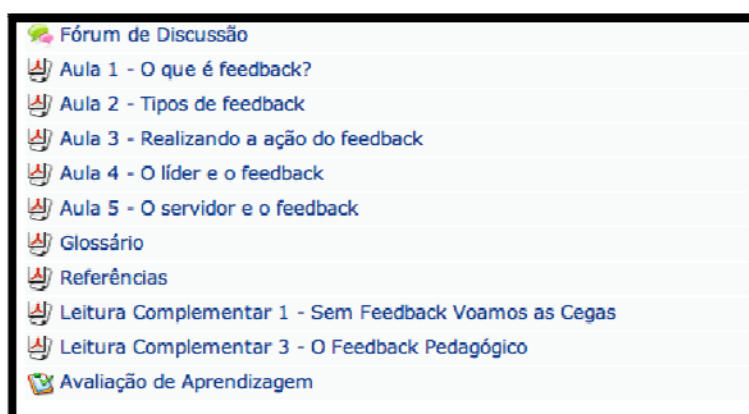 Fórum de Discussão
Aula 1 - O que é feedback?
Aula 2 - Tipos de feedback
Aula 3 - Realizando a ação do feedback
Aula 4 - O líder e o feedback
Aula 5 - O servidor e o feedback
Glossário
Referências
Leitura Complementar 1 - Sem Feedback Voamos as Cegas
Leitura Complementar 3 - O Feedback Pedagógico
Avaliação de Aprendizagem